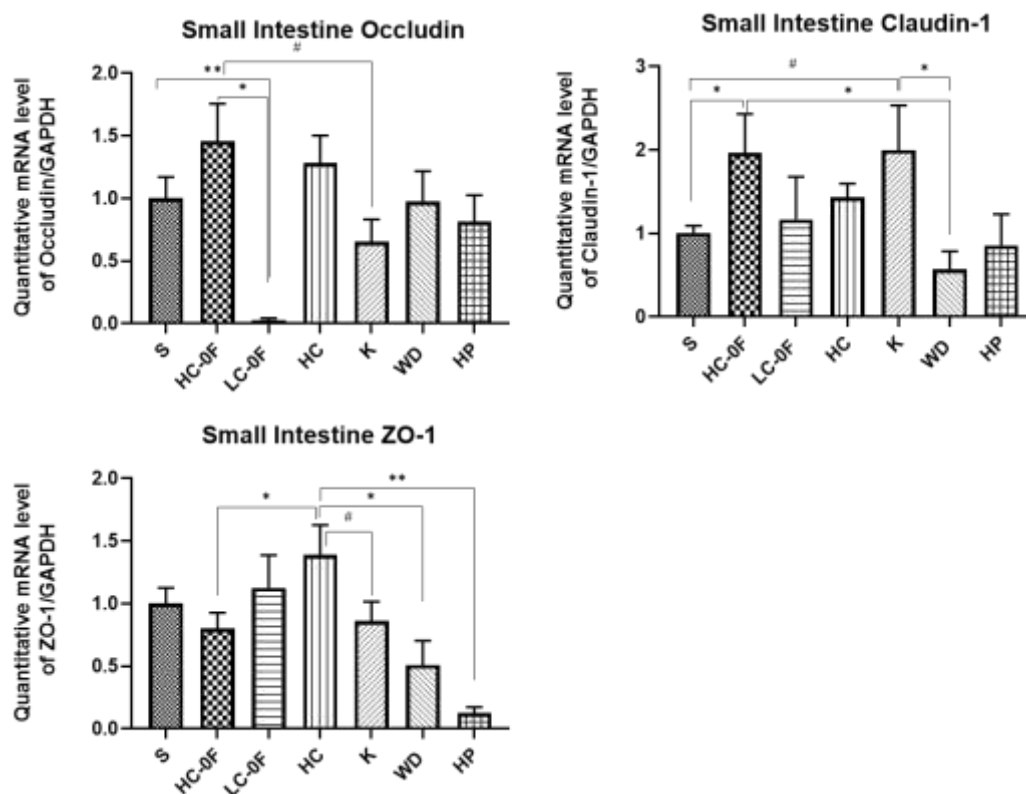 Small Intestine Occludin
Quantitative mRNA level
of Occludin/GAPDH
2.0
1.5
1.0
0.5
0.0
#
**
*
S
HC-0F
LC-0F
HC
K
WD
HP
Small Intestine Claudin-1
Quantitative mRNA level
of Claudin-1/GAPDH
3
2
1
0
#
*
*
*
S
HC-0F
LC-0F
HC
K
WD
HP
Small Intestine ZO-1
Quantitative mRNA level
of ZO-1/GAPDH
2.0
1.5
1.0
0.5
0.0
**
*
*
#
S
HC-0F
LC-0F
HC
K
WD
HP